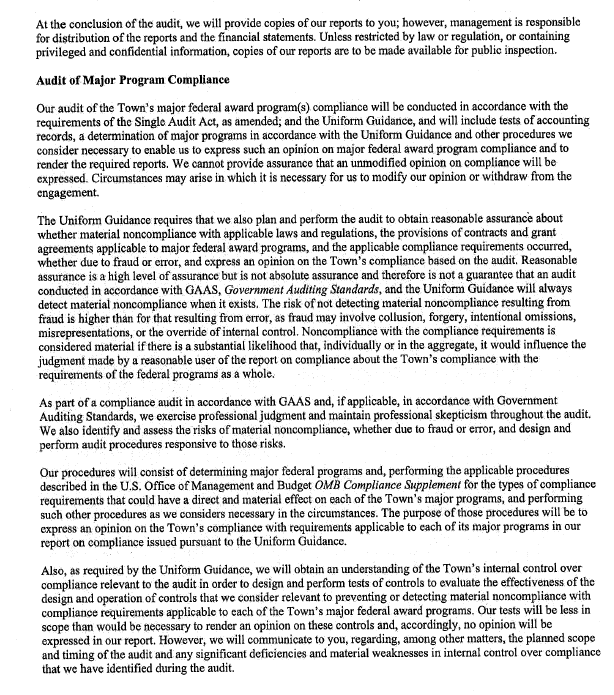 At the conclusion of the audit, we will provide copies of our reports to you; however, management is responsible
for distribution of the reports and the financial statements. Unless restricted by law or regulation, or containing
privileged and confidential information, copies of our reports are to be made available for public inspection.
Audit of Major Program Compliance
Our audit of the Town's major federal award program(s) compliance will be conducted in accordance with the
requirements of the Single Audit Act, as amended; and the Uniform Guidance, and will include tests of accounting
records, a determination of major programs in accordance with the Uniform Guidance and other procedures we
consider necessary to enable us to express such an opinion on major federal award program compliance and to
render the required reports. We cannot provide assurance that an unmodified opinion on compliance will be
expressed. Circumstances may arise in which it is necessary for us to modify our opinion or withdraw from the
engagement.
The Uniform Guidance requires that we also plan and perform the audit to obtain reasonable assurance about
whether material noncompliance with applicable laws and regulations, the provisions of contracts and grant
agreements applicable to major federal award programs, and the applicable compliance requirements occurred,
whether due to fraud or error, and express an opinion on the Town's compliance based on the audit. Reasonable
assurance is a high level of assurance but is not absolute assurance and therefore is not a guarantee that an audit
conducted in accordance with GAAS, Government Auditing Standards, and the Uniform Guidance will always
detect material noncompliance when it exists. The risk of not detecting material noncompliance resulting from
fraud is higher than for that resulting from error, as fraud may involve collusion, forgery, intentional omissions,
misrepresentations, or the override of internal control. Noncompliance with the compliance requirements is
considered material if there is a substantial likelihood that, individually or in the aggregate, it would influence the
judgment made by a reasonable user of the report on compliance about the Town's compliance with the
requirements of the federal programs as a whole.
As part of a compliance audit in accordance with GAAS and, if applicable, in accordance with Government
Auditing Standards, we exercise professional judgment and maintain professional skepticism throughout the audit.
We also identify and assess the risks of material noncompliance, whether due to fraud or error, and design and
perform audit procedures responsive to those risks.
Our procedures will consist of determining major federal programs and, performing the applicable procedures
described in the U.S. Office of Management and Budget OMB Compliance Supplement for the types of compliance
requirements that could have a direct and material effect on each of the Town's major programs, and performing
such other procedures as we considers necessary in the circumstances. The purpose of those procedures will be to
express an opinion on the Town's compliance with requirements applicable to each of its major programs in our
report on compliance issued pursuant to the Uniform Guidance.
Also, as required by the Uniform Guidance, we will obtain an understanding of the Town's internal control over
compliance relevant to the audit in order to design and perform tests of controls to evaluate the effectiveness of the
design and operation of controls that we consider relevant to preventing or detecting material noncompliance with
compliance requirements applicable to each of the Town's major federal award programs. Our tests will be less in
scope than would be necessary to render an opinion on these controls and, accordingly, no opinion will be
expressed in our report. However, we will communicate to you, regarding, among other matters, the planned scope
and timing of the audit and any significant deficiencies and material weaknesses in internal control over compliance
that we have identified during the audit.